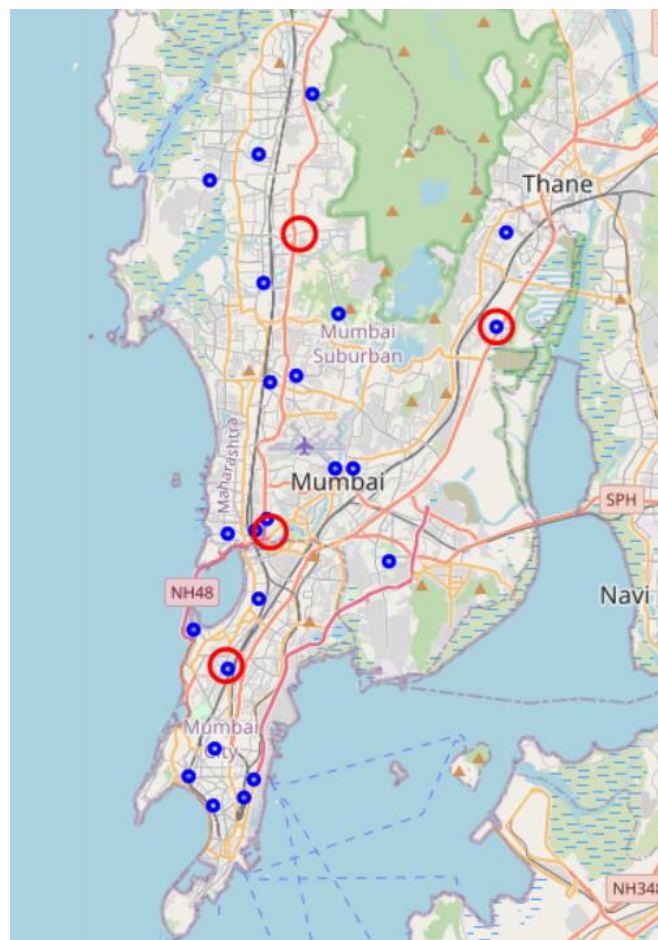 Thane
Mumbai
Suburban
Maharashtra
Mumbai
SPH
NH48
Navi
Mumbai
City
NH348